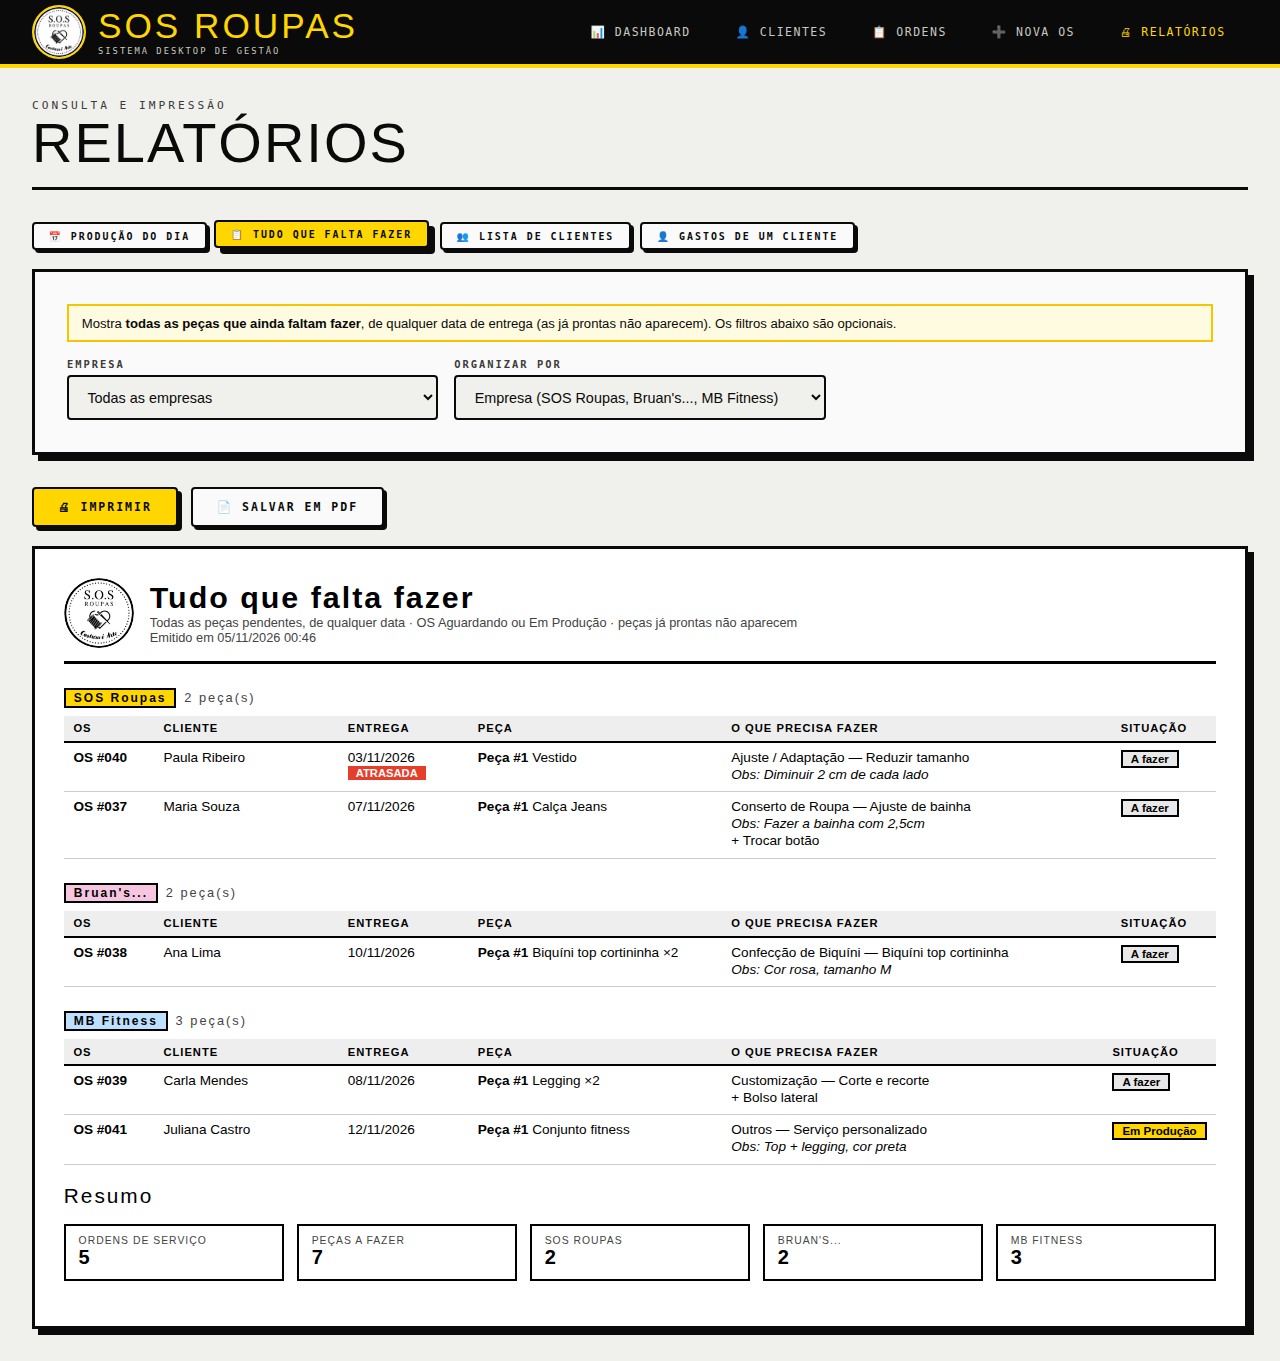 S.O.S
ROUPAS
Costura é Arte
SOS ROUPAS
SISTEMA DESKTOP DE GESTÃO
DASHBOARD
CLIENTES
ORDENS
NOVA OS
RELATÓRIOS
CONSULTA E IMPRESSÃO
RELATÓRIOS
PRODUÇÃO DO DIA
TUDO QUE FALTA FAZER
LISTA DE CLIENTES
GASTOS DE UM CLIENTE
Mostra todas as peças que ainda faltam fazer, de qualquer data de entrega (as já prontas não aparecem). Os filtros abaixo são opcionais.
EMPRESA
ORGANIZAR POR
Todas as empresas
Empresa (SOS Roupas, Bruan's..., MB Fitness)
IMPRIMIR
SALVAR EM PDF
S.O.S
ROUPAS
Costura é Arte
Tudo que falta fazer
Todas as peças pendentes, de qualquer data · OS Aguardando ou Em Produção · peças já prontas não aparecem
Emitido em 05/11/2026 00:46
SOS Roupas 2 peça(s)
OS CLIENTE ENTREGA PEÇA O QUE PRECISA FAZER SITUAÇÃO
OS #040 Paula Ribeiro 03/11/2026 Peça #1 Vestido Ajuste / Adaptação — Reduzir tamanho A fazer
ATRASADA Obs: Diminuir 2 cm de cada lado
OS #037 Maria Souza 07/11/2026 Peça #1 Calça Jeans Conserto de Roupa — Ajuste de bainha A fazer
Obs: Fazer a bainha com 2,5cm
+ Trocar botão
Bruan's... 2 peça(s)
OS CLIENTE ENTREGA PEÇA O QUE PRECISA FAZER SITUAÇÃO
OS #038 Ana Lima 10/11/2026 Peça #1 Biquíni top cortininha ×2 Confecção de Biquíni — Biquíni top cortininha A fazer
Obs: Cor rosa, tamanho M
MB Fitness 3 peça(s)
OS CLIENTE ENTREGA PEÇA O QUE PRECISA FAZER SITUAÇÃO
OS #039 Carla Mendes 08/11/2026 Peça #1 Legging ×2 Customização — Corte e recorte A fazer
+ Bolso lateral
OS #041 Juliana Castro 12/11/2026 Peça #1 Conjunto fitness Outros — Serviço personalizado Em Produção
Obs: Top + legging, cor preta
Resumo
ORDENS DE SERVIÇO
5
PEÇAS A FAZER
7
SOS ROUPAS
2
BRUAN'S...
2
MB FITNESS
3